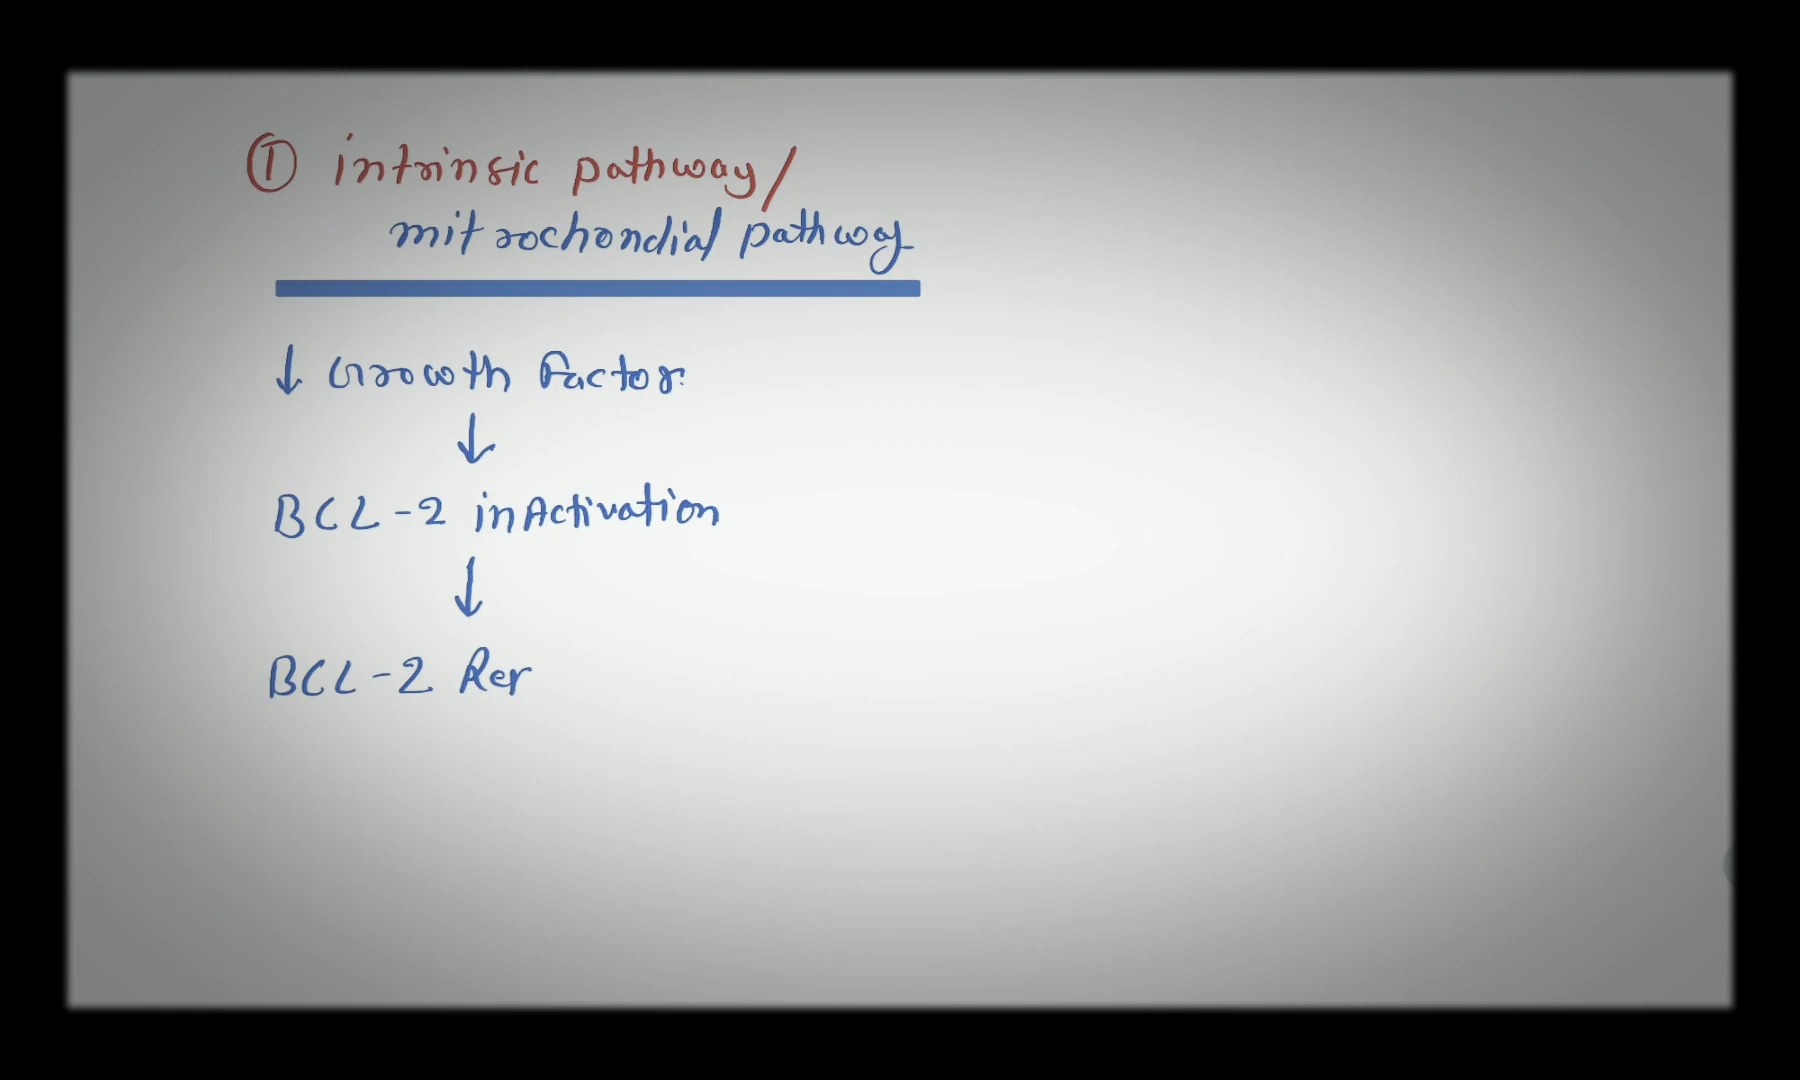 ① intrinsic pathway/
mitrochondial pathway
↓ Growth Factor
↓
BCL-2 inActivation
↓
BCL-2 Rer